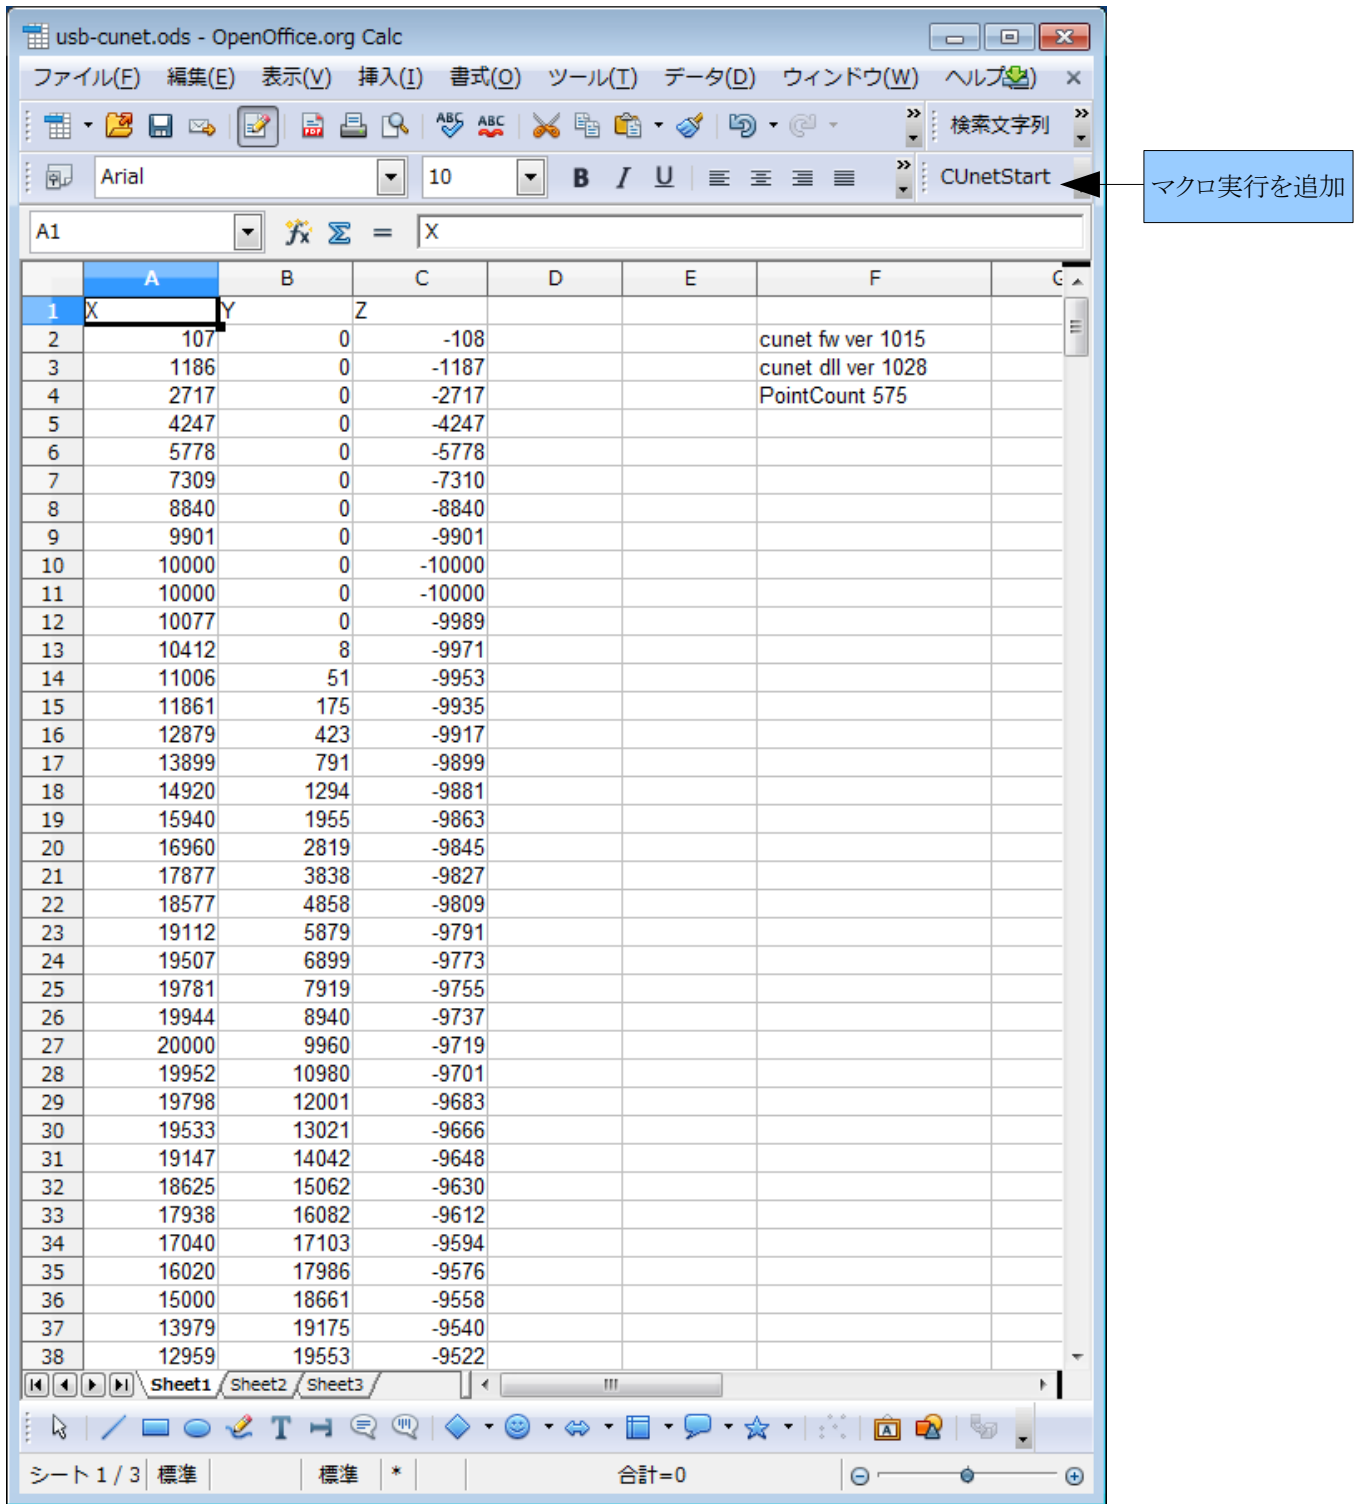 usb-cunet.ods - OpenOffice.org Calc
ファイル(F) 編集(E) 表示(V) 挿入(I) 書式(O) ツール(T) データ(D) ウィンドウ(W) ヘルプ)
検索文字列
Arial 10 B I U CUnetStart
マクロ実行を追加
A1 X
A B C D E F G
1 X Y Z
2 107 0 -108 cunet fw ver 1015
3 1186 0 -1187 cunet dll ver 1028
4 2717 0 -2717 PointCount 575
5 4247 0 -4247
6 5778 0 -5778
7 7309 0 -7310
8 8840 0 -8840
9 9901 0 -9901
10 10000 0 -10000
11 10000 0 -10000
12 10077 0 -9989
13 10412 8 -9971
14 11006 51 -9953
15 11861 175 -9935
16 12879 423 -9917
17 13899 791 -9899
18 14920 1294 -9881
19 15940 1955 -9863
20 16960 2819 -9845
21 17877 3838 -9827
22 18577 4858 -9809
23 19112 5879 -9791
24 19507 6899 -9773
25 19781 7919 -9755
26 19944 8940 -9737
27 20000 9960 -9719
28 19952 10980 -9701
29 19798 12001 -9683
30 19533 13021 -9666
31 19147 14042 -9648
32 18625 15062 -9630
33 17938 16082 -9612
34 17040 17103 -9594
35 16020 17986 -9576
36 15000 18661 -9558
37 13979 19175 -9540
38 12959 19553 -9522
Sheet1 Sheet2 Sheet3
シート 1 / 3 標準 標準 * 合計=0